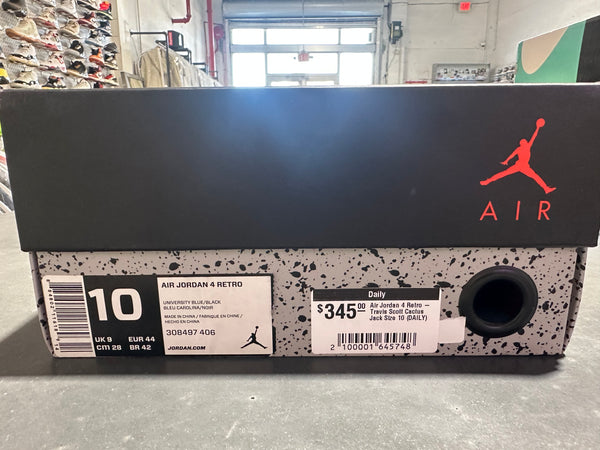 AIR
10
UK 9 EUR 44
CM 28 BR 42
AIR JORDAN 4 RETRO
UNIVERSITY BLUE/BLACK
BLEU CAROLINA/NOIR
MADE IN CHINA / FABRIQUE EN CHINE /
HECHO EN CHINA
308497 406
JORDAN.COM
Daily
$345.00
Air Jordan 4 Retro —
Travis Scott Cactus
Jack Size 10 (DAILY)
2 100001 645748